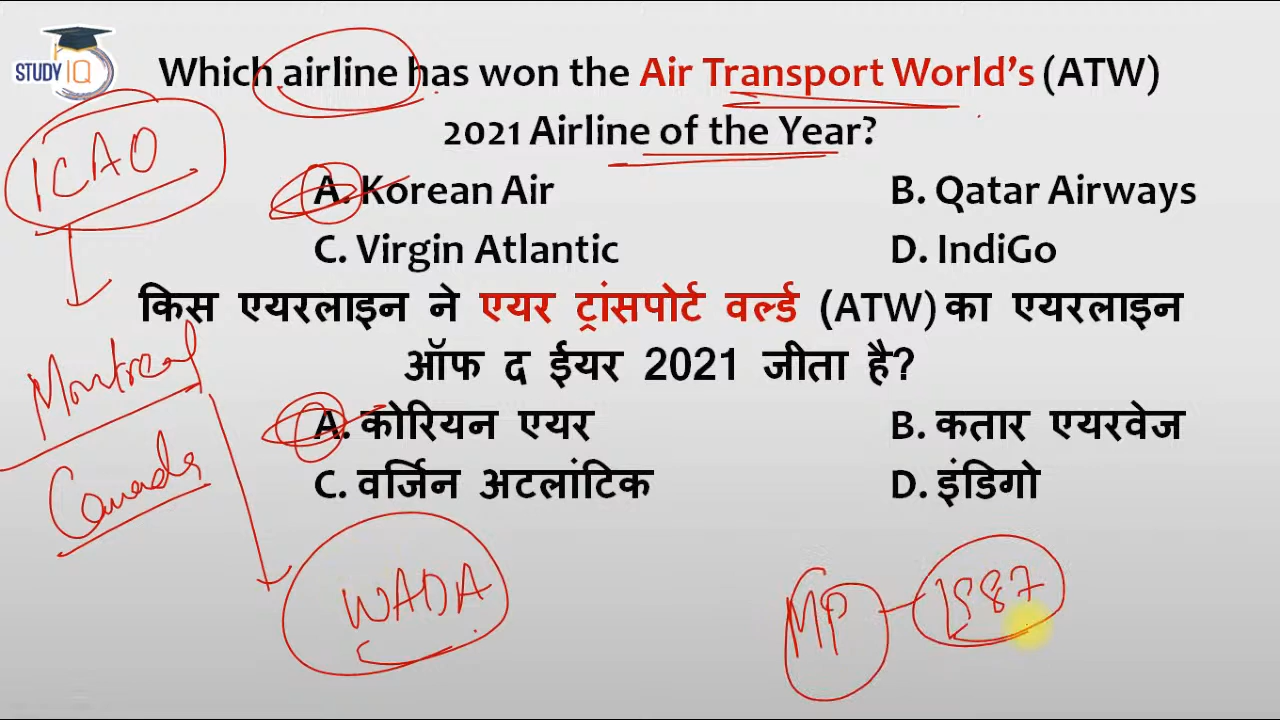 STUDY IQ
Which airline has won the Air Transport World's (ATW)
2021 Airline of the Year?
A. Korean Air
B. Qatar Airways
C. Virgin Atlantic
D. IndiGo
किस एयरलाइन ने एयर ट्रांसपोर्ट वर्ल्ड (ATW) का एयरलाइन
ऑफ द ईयर 2021 जीता है?
A. कोरियन एयर
B. कतार एयरवेज
C. वर्जिन अटलांटिक
D. इंडिगो
ICAO
Montreal
Canada
WADA
MP - 1987